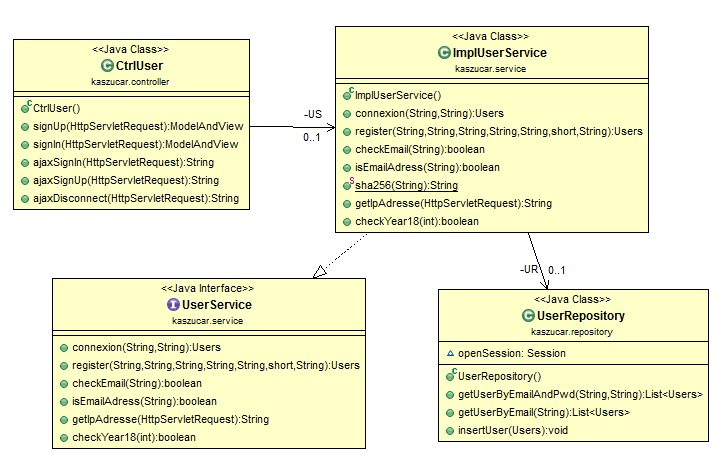 <<Java Class>>
CtrlUser
kaszucar.controller
CtrlUser()
signUp(HttpServletRequest):ModelAndView
signIn(HttpServletRequest):ModelAndView
ajaxSignIn(HttpServletRequest):String
ajaxSignUp(HttpServletRequest):String
ajaxDisconnect(HttpServletRequest):String
-US
0..1
<<Java Class>>
ImplUserService
kaszucar.service
ImplUserService()
connexion(String,String):Users
register(String,String,String,String,String,short,String):Users
checkEmail(String):boolean
isEmailAdress(String):boolean
sha256(String):String
getIpAdresse(HttpServletRequest):String
checkYear18(int):boolean
-UR
0..1
<<Java Interface>>
UserService
kaszucar.service
connexion(String,String):Users
register(String,String,String,String,String,short,String):Users
checkEmail(String):boolean
isEmailAdress(String):boolean
getIpAdresse(HttpServletRequest):String
checkYear18(int):boolean
<<Java Class>>
UserRepository
kaszucar.repository
openSession: Session
UserRepository()
getUserByEmailAndPwd(String,String):List<Users>
getUserByEmail(String):List<Users>
insertUser(Users):void